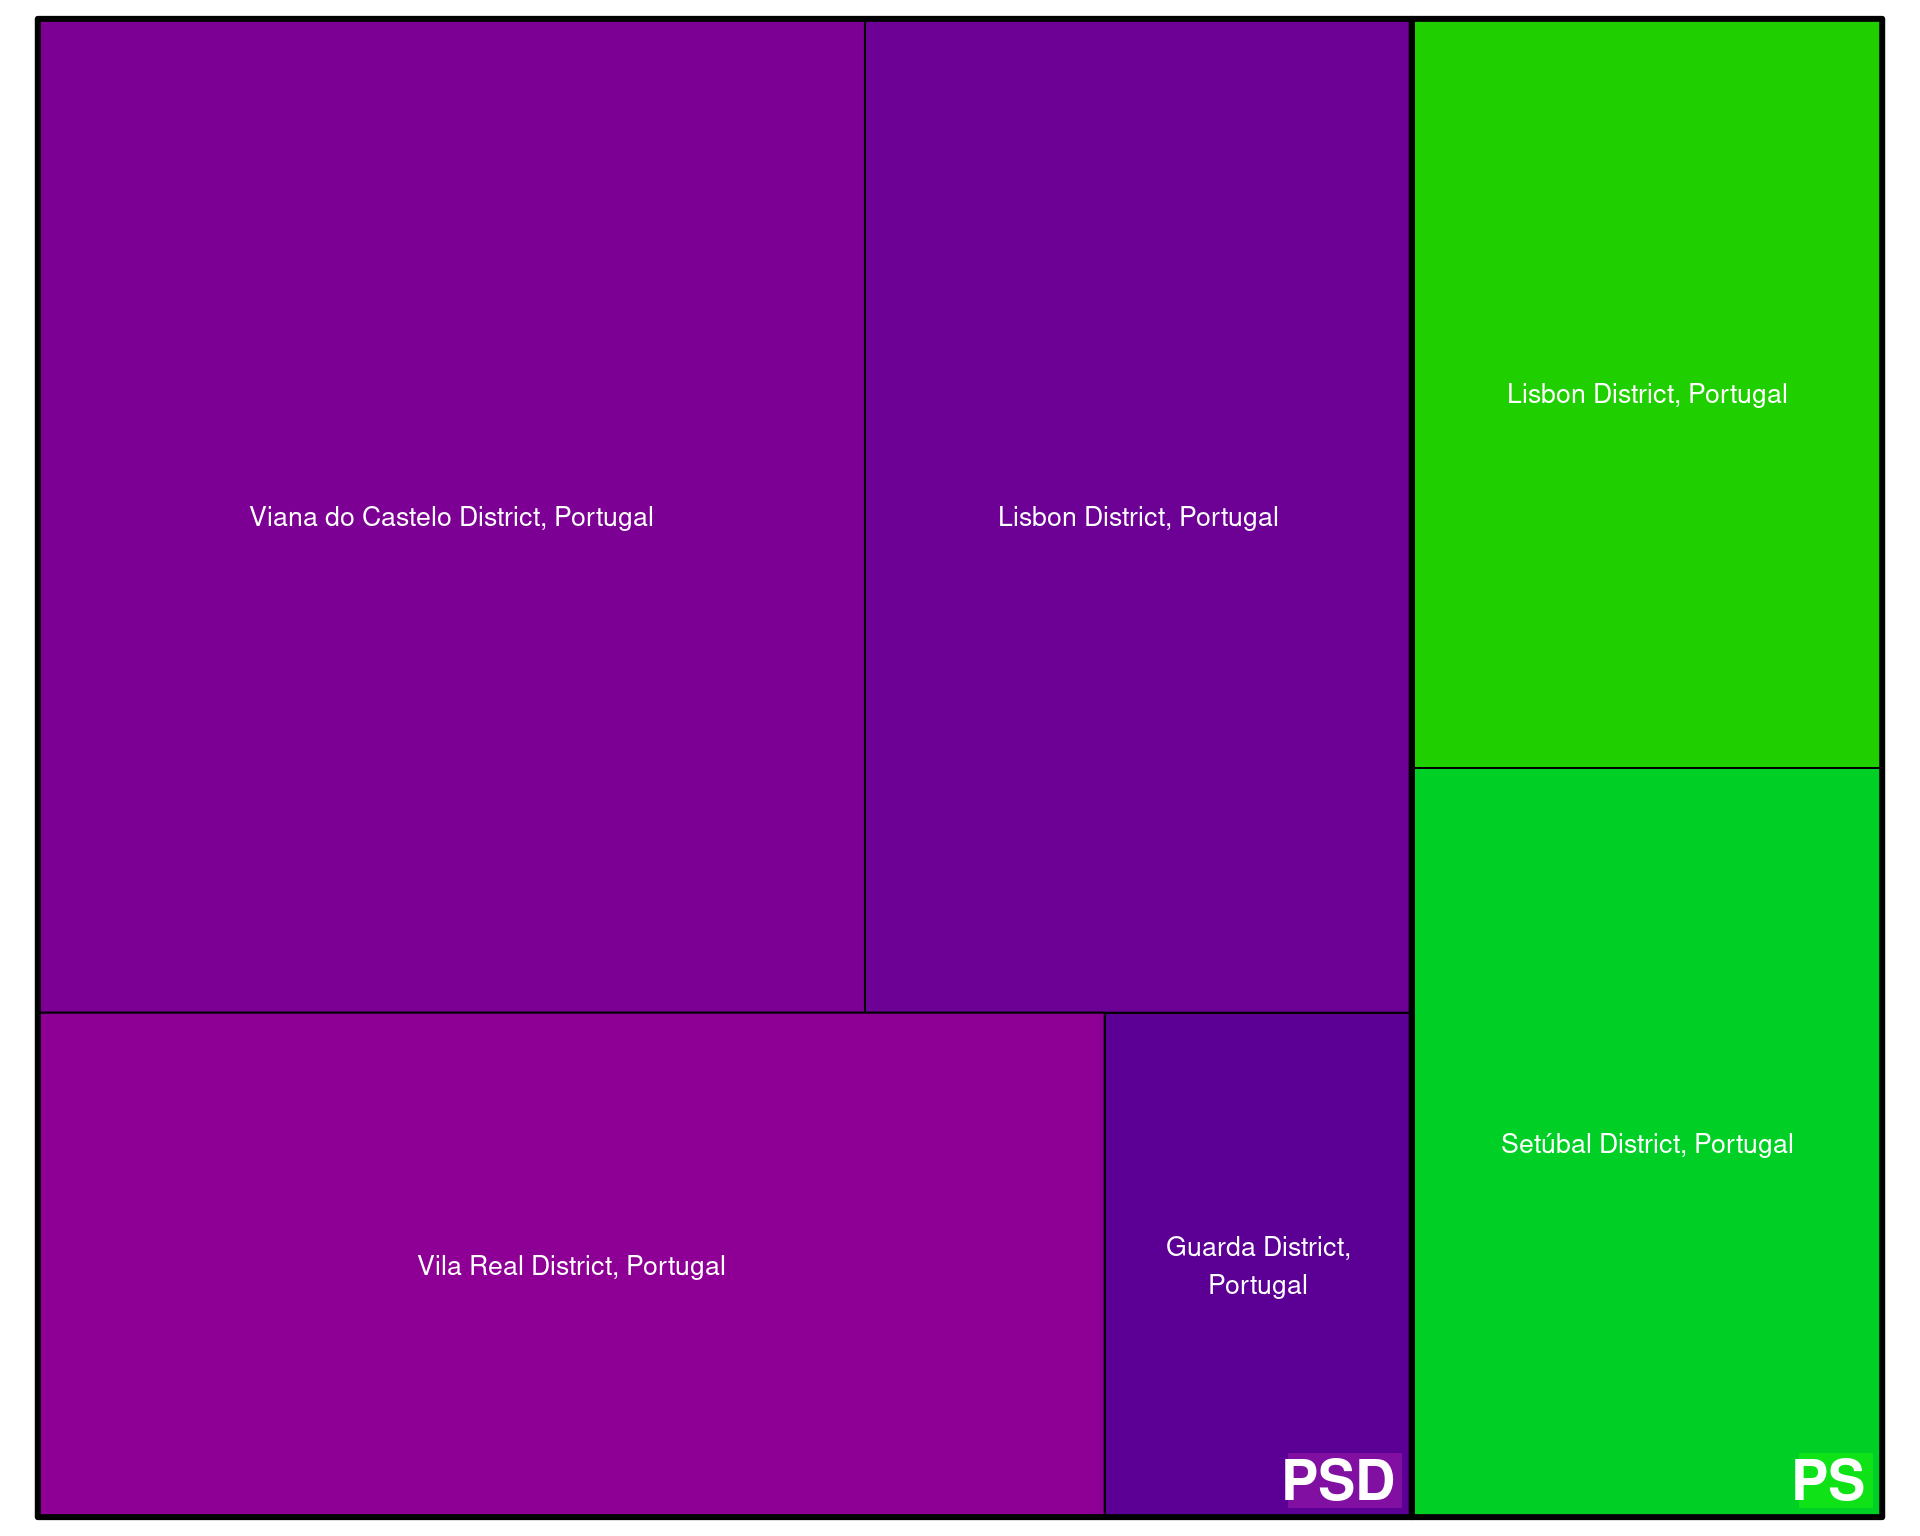 Lisbon District, Portugal
Viana do Castelo District, Portugal
Lisbon District, Portugal
Setúbal District, Portugal
Vila Real District, Portugal
Guarda District,
Portugal
PSD
PS